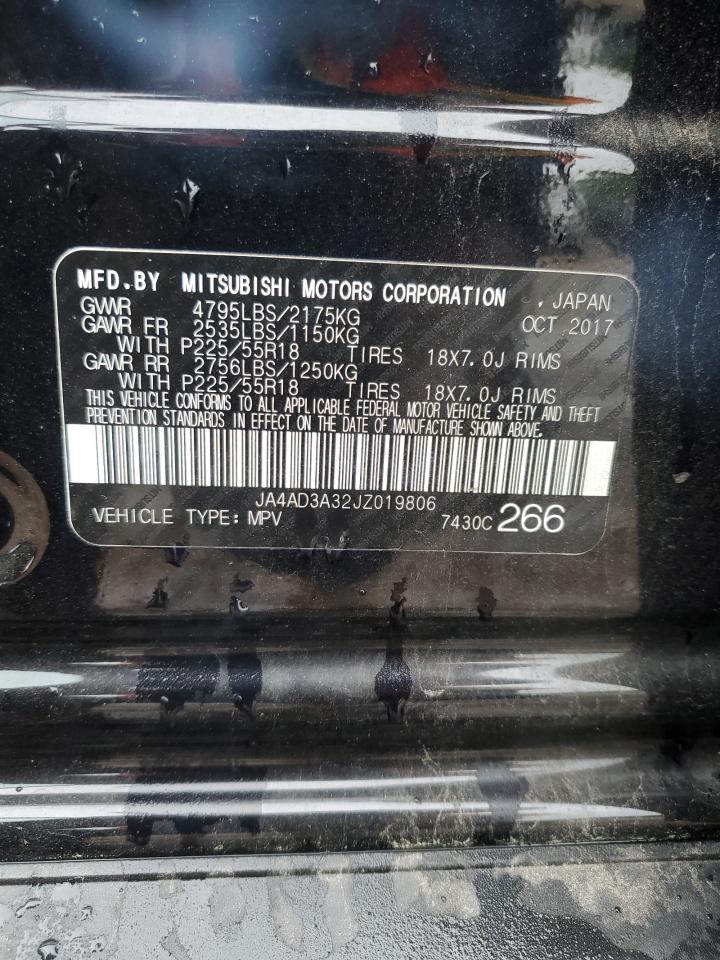 MFD.BY MITSUBISHI MOTORS CORPORATION , JAPAN
GVWR 4795LBS/2175KG OCT 2017
GAWR FR 2535LBS/1150KG
WITH P225/55R18 TIRES 18X7.0J RIMS
GAWR RR 2756LBS/1250KG
WITH P225/55R18 TIRES 18X7.0J RIMS
THIS VEHICLE CONFORMS TO ALL APPLICABLE FEDERAL MOTOR VEHICLE SAFETY AND THEFT
PREVENTION STANDARDS IN EFFECT ON THE DATE OF MANUFACTURE SHOWN ABOVE.
JA4AD3A32JZ019806
VEHICLE TYPE: MPV 7430C 266